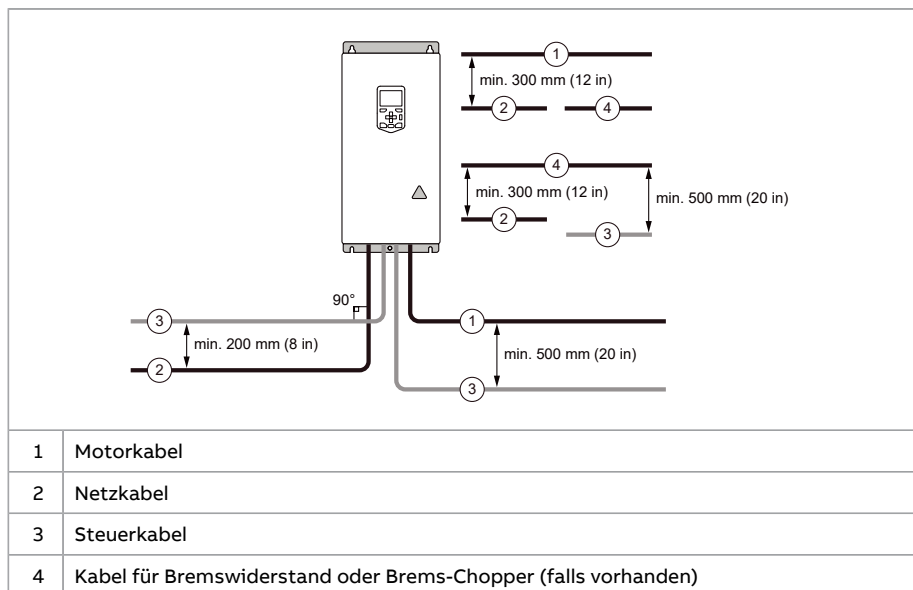 1
min. 300 mm (12 in)
2
4
4
min. 300 mm (12 in)
min. 500 mm (20 in)
2
3
90°
3
1
min. 200 mm (8 in)
min. 500 mm (20 in)
2
3
1 Motorkabel
2 Netzkabel
3 Steuerkabel
4 Kabel für Bremswiderstand oder Brems-Chopper (falls vorhanden)